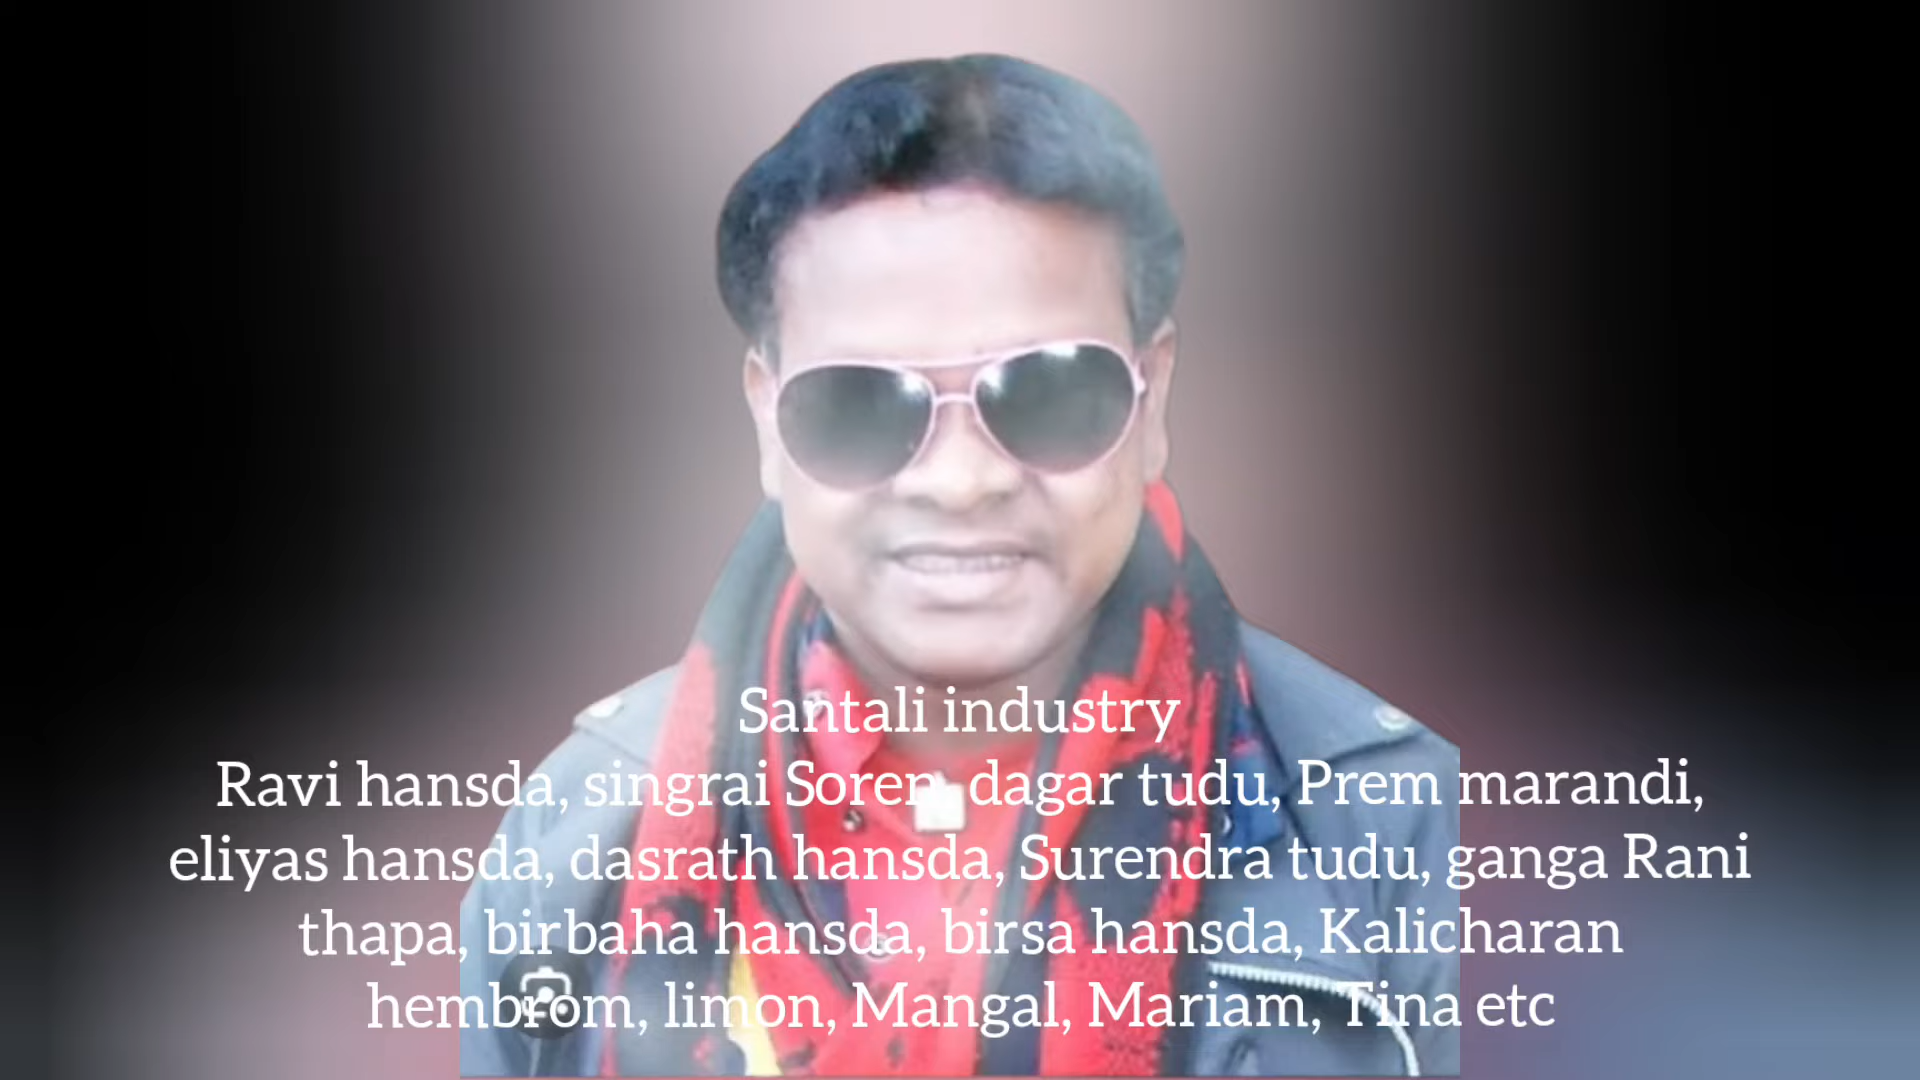 Santali industry
Ravi hansda, singrai Soren, dagar tudu, Prem marandi,
eliyas hansda, dasrath hansda, Surendra tudu, ganga Rani
thapa, birbaha hansda, birsa hansda, Kalicharan
hembrom, limon, Mangal, Mariam, Tina etc